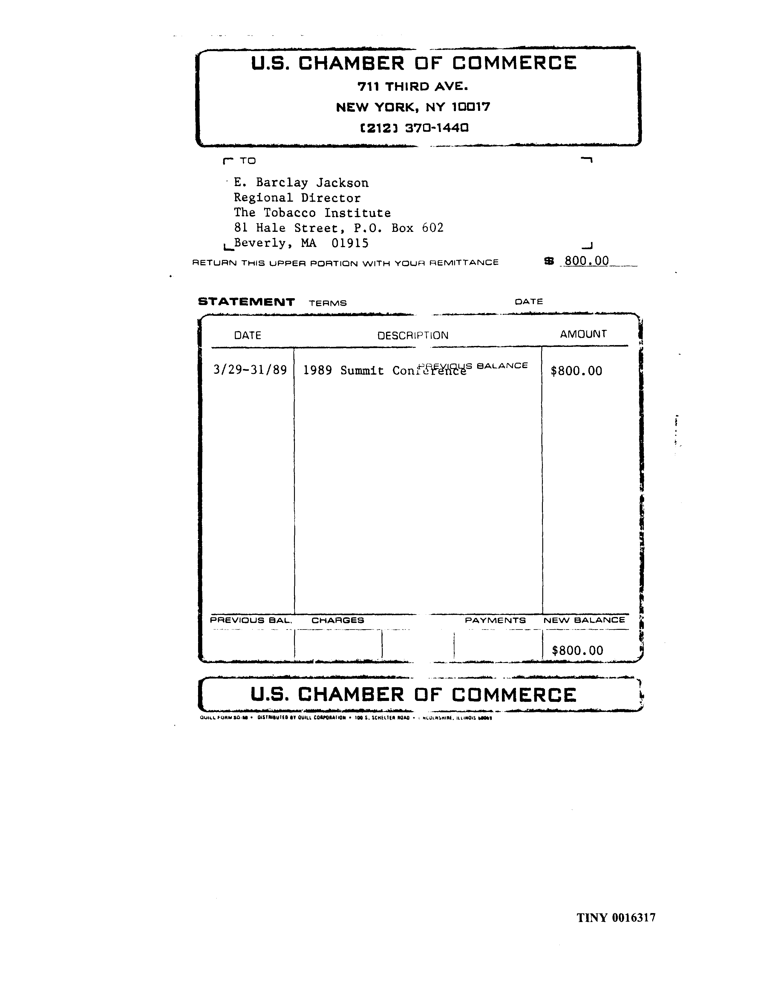 U.S. CHAMBER OF COMMERCE
711 THIRD AVE.
NEW YORK, NY 10017
(212) 370-1440
TO
E. Barclay Jackson
Regional Director
The Tobacco Institute
81 Hale Street, P.O. Box 602
Beverly, MA 01915
RETURN THIS UPPER PORTION WITH YOUR REMITTANCE $ 800.00
STATEMENT TERMS DATE
DATE DESCRIPTION AMOUNT
PREVIOUS BALANCE
3/29-31/89 1989 Summit Conference $800.00
PREVIOUS BAL. CHARGES PAYMENTS NEW BALANCE
$800.00
U.S. CHAMBER OF COMMERCE
QUILL FORM • DISTRIBUTED BY QUILL CORPORATION • 100 S. SCHELTER ROAD • LINCOLNSHIRE, ILLINOIS
TINY 0016317